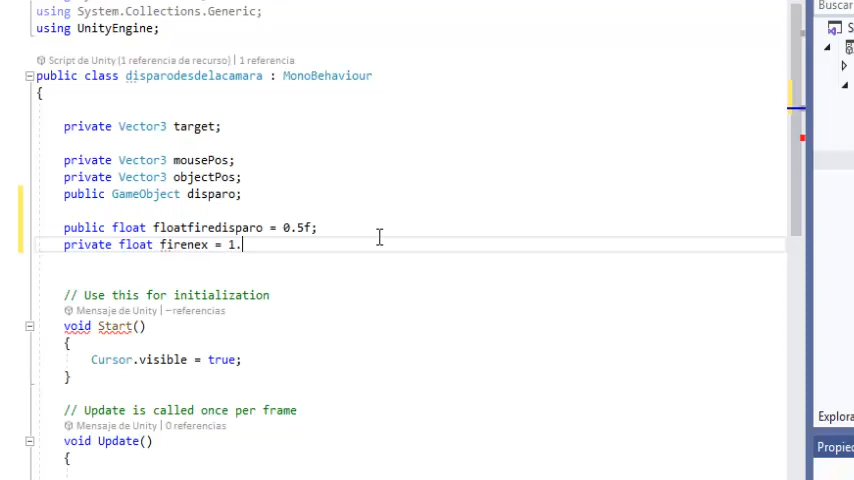 using System.Collections.Generic;
using UnityEngine;
Script de Unity (1 referencia de recurso) | 1 referencia
public class disparodesdelacamara : MonoBehaviour
{
private Vector3 target;
private Vector3 mousePos;
private Vector3 objectPos;
public GameObject disparo;
public float floatfiredisparo = 0.5f;
private float firenex = 1.
// Use this for initialization
Mensaje de Unity | –referencias
void Start()
{
Cursor.visible = true;
}
// Update is called once per frame
Mensaje de Unity | 0 referencias
void Update()
{
Buscar
S
Explora
Propied